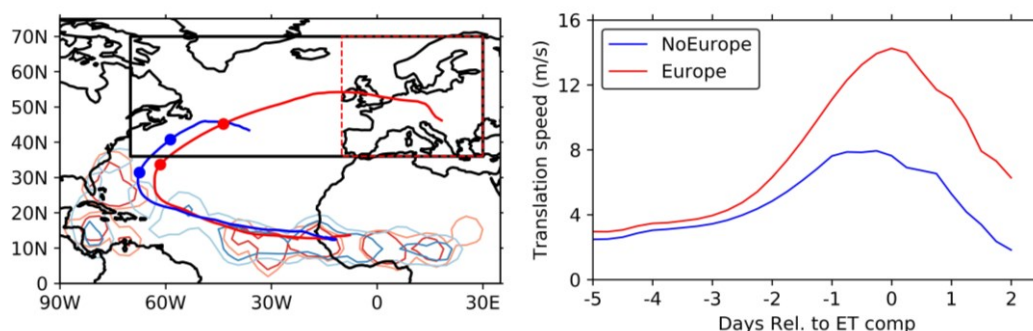 70N
60N
50N
40N
30N
20N
10N
0
90W 60W 30W 0 30E
Translation speed (m/s)
16
12
8
4
0
NoEurope
Europe
-5 -4 -3 -2 -1 0 1 2
Days Rel. to ET comp